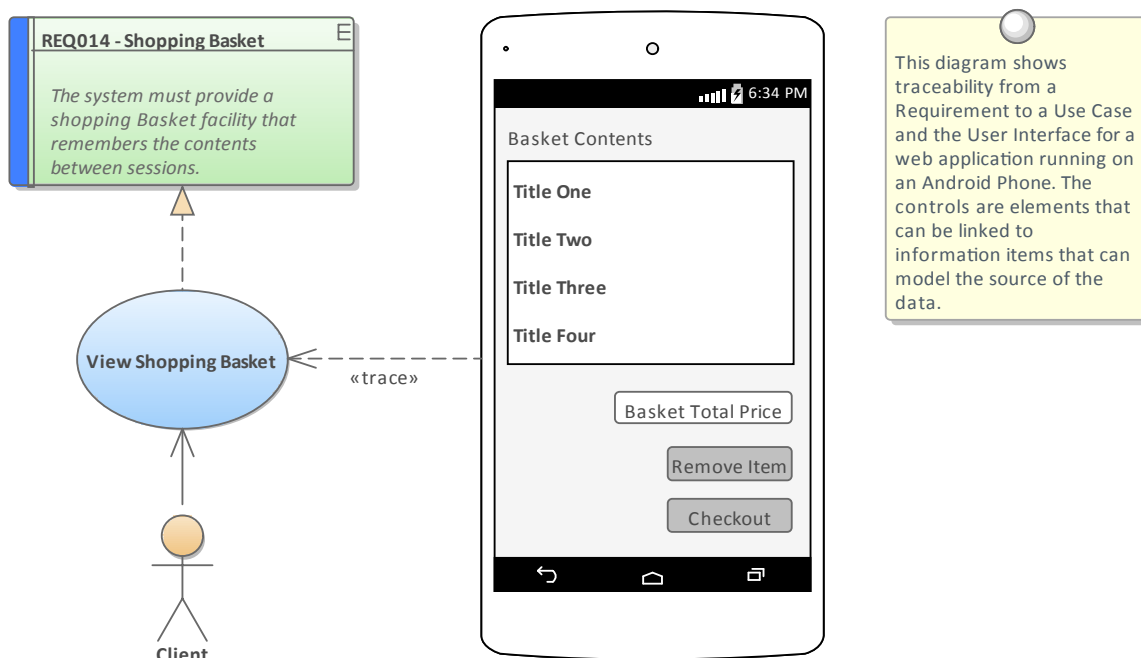 REQ014 - Shopping Basket
E
The system must provide a
shopping Basket facility that
remembers the contents
between sessions.
View Shopping Basket
«trace»
Client
6:34 PM
Basket Contents
Title One
Title Two
Title Three
Title Four
Basket Total Price
Remove Item
Checkout
This diagram shows
traceability from a
Requirement to a Use Case
and the User Interface for a
web application running on
an Android Phone. The
controls are elements that
can be linked to
information items that can
model the source of the
data.